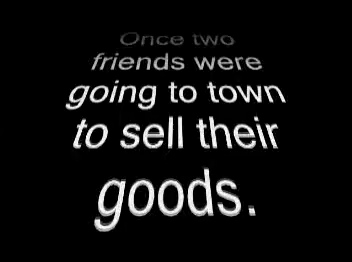 Once two
friends were
going to town
to sell their
goods.